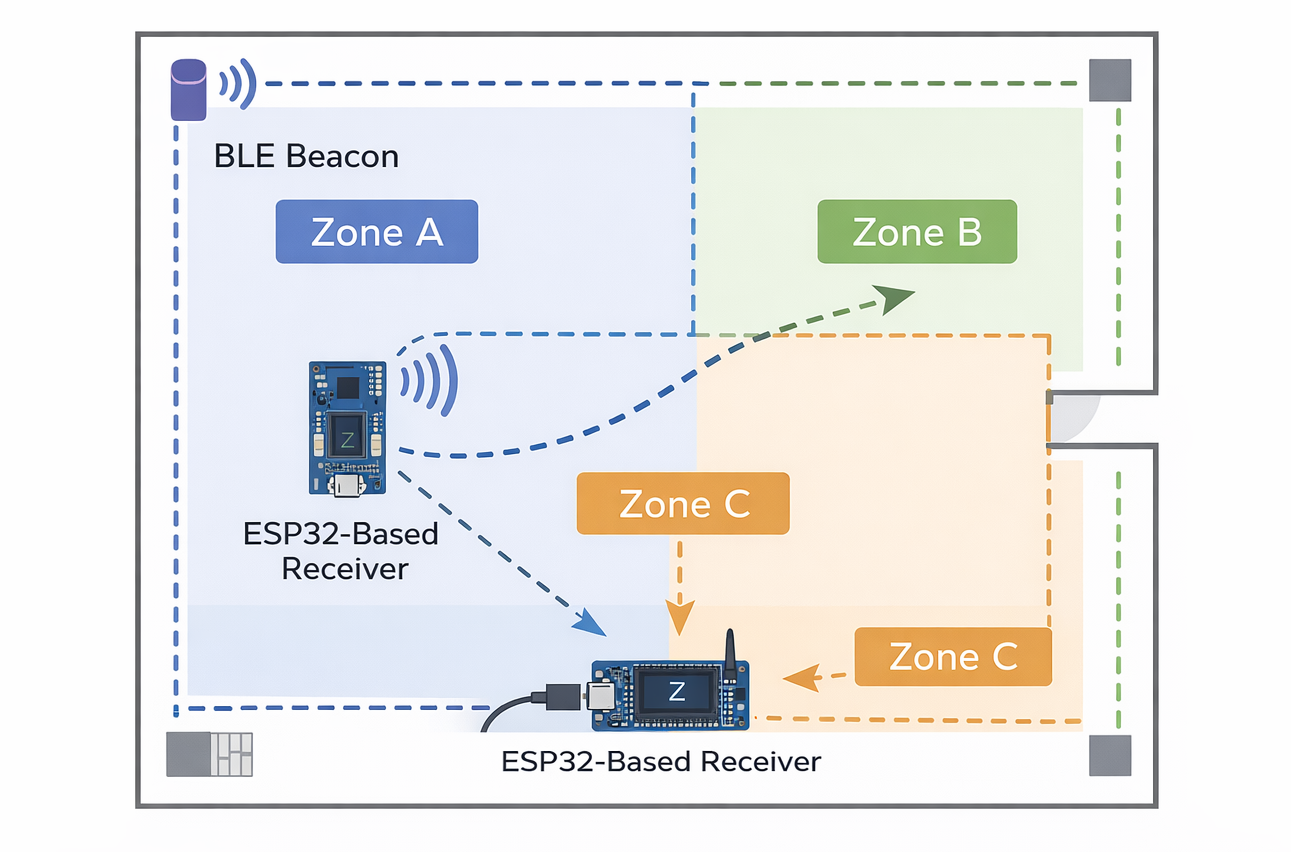 BLE Beacon
Zone A
Zone B
Z
ESP32-Based
Receiver
Zone C
Zone C
Z
ESP32-Based Receiver